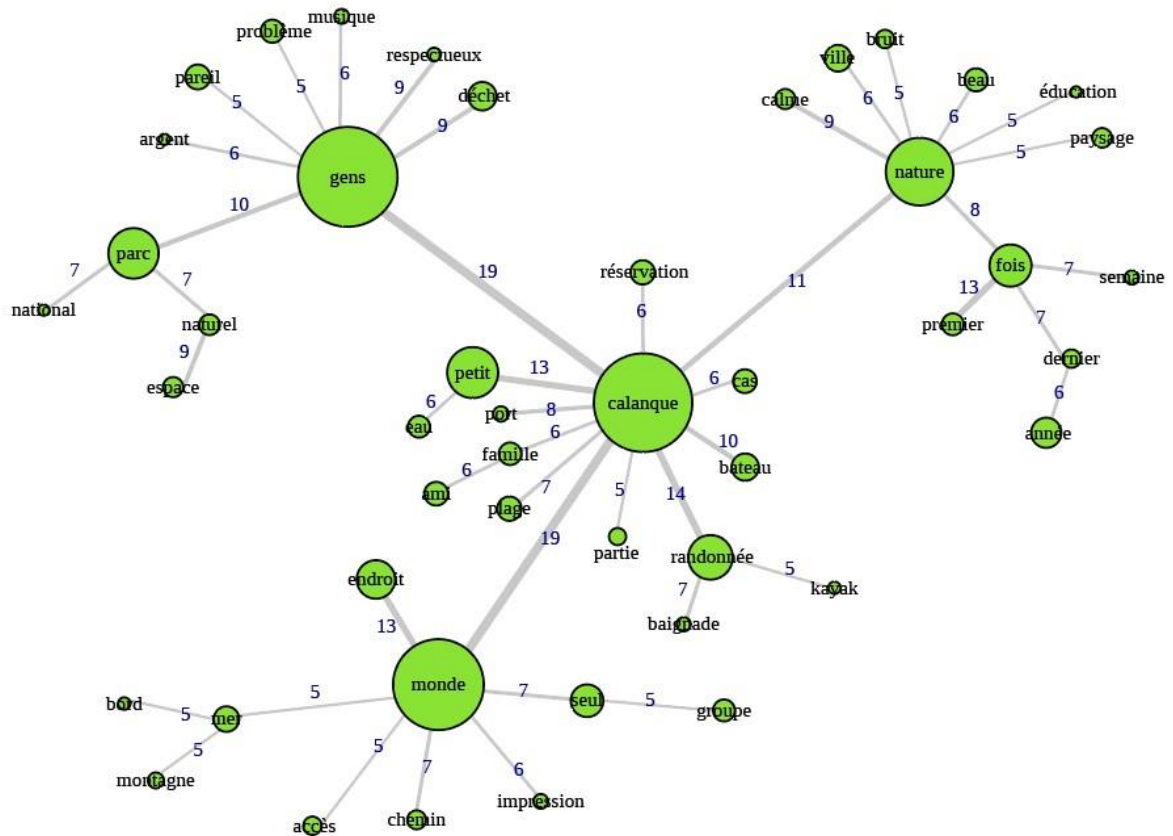 musique
problème
bruit
respectueux
ville
pareil
6
beau
5
9
5
éducation
déchet
calme
6
5
5
9
6
5
argent
9
paysage
6
5
gens
nature
10
8
parc
7
19
réservation
fois
7
semaine
7
11
13
national
6
premier
naturel
7
9
dernier
petit
13
6
cas
espace
6
calanque
6
port
8
eau
6
10
année
famille
6
bateau
ami
7
14
plage
5
19
partie
endroit
randonnée
5
7
kayak
13
baignade
monde
7
5
seul
5
bord
5
mer
groupe
5
5
7
6
montagne
impression
accès
chemin